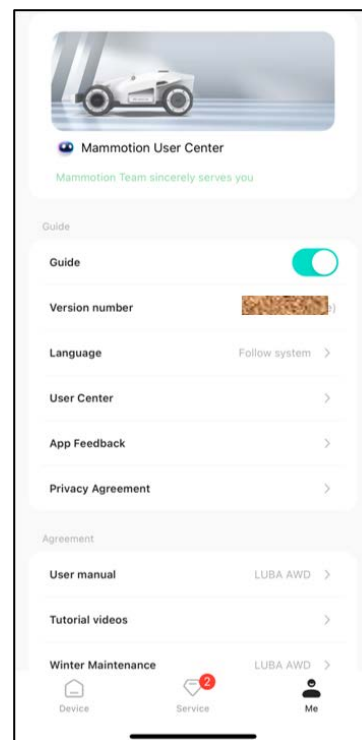 Mammotion User Center
Mammotion Team sincerely serves you
Guide
Guide
Version number
Language Follow system
User Center
App Feedback
Privacy Agreement
Agreement
User manual LUBA AWD
Tutorial videos
Winter Maintenance LUBA AWD
2
Device Service Me